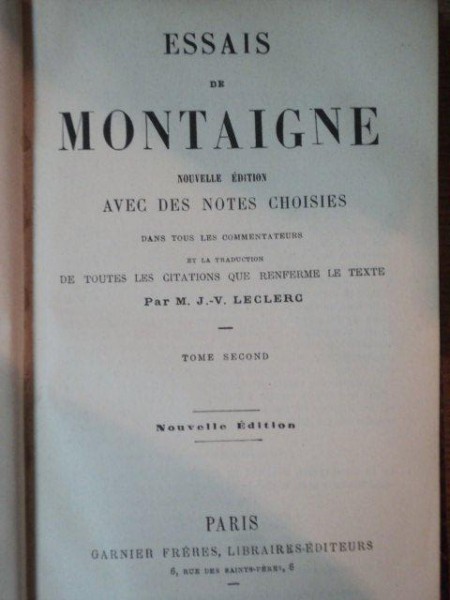 ESSAIS
DE
MONTAIGNE
NOUVELLE ÉDITION
AVEC DES NOTES CHOISIES
DANS TOUS LES COMMENTATEURS
ET LA TRADUCTION
DE TOUTES LES CITATIONS QUE RENFERME LE TEXTE
Par M. J.-V. LECLERC
TOME SECOND
Nouvelle Édition
PARIS
GARNIER FRÈRES, LIBRAIRES-ÉDITEURS
6, RUE DES SAINTS-PÈRES, 6